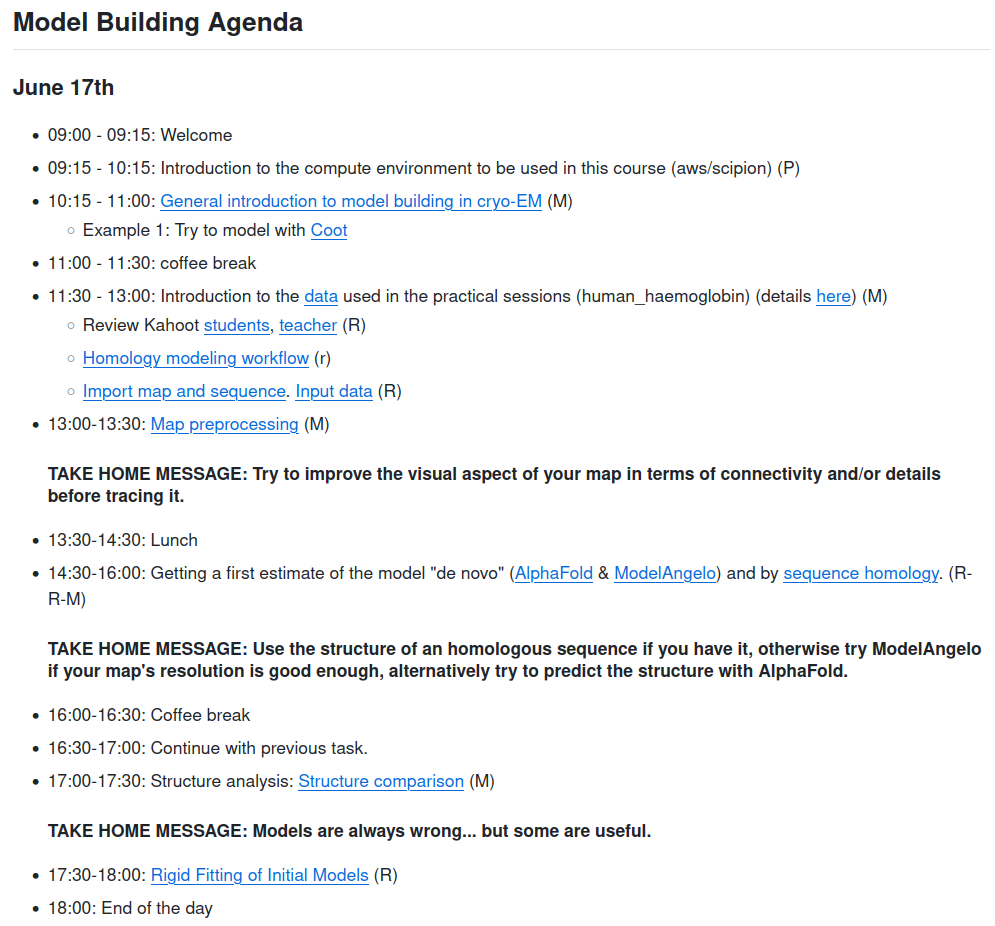 Model Building Agenda
June 17th
• 09:00 - 09:15: Welcome
• 09:15 - 10:15: Introduction to the compute environment to be used in this course (aws/scipion) (P)
• 10:15 - 11:00: General introduction to model building in cryo-EM (M)
◦ Example 1: Try to model with Coot
• 11:00 - 11:30: coffee break
• 11:30 - 13:00: Introduction to the data used in the practical sessions (human_haemoglobin) (details here) (M)
◦ Review Kahoot students, teacher (R)
◦ Homology modeling workflow (r)
◦ Import map and sequence. Input data (R)
• 13:00-13:30: Map preprocessing (M)
TAKE HOME MESSAGE: Try to improve the visual aspect of your map in terms of connectivity and/or details
before tracing it.
• 13:30-14:30: Lunch
• 14:30-16:00: Getting a first estimate of the model "de novo" (AlphaFold & ModelAngelo) and by sequence homology. (R-
R-M)
TAKE HOME MESSAGE: Use the structure of an homologous sequence if you have it, otherwise try ModelAngelo
if your map's resolution is good enough, alternatively try to predict the structure with AlphaFold.
• 16:00-16:30: Coffee break
• 16:30-17:00: Continue with previous task.
• 17:00-17:30: Structure analysis: Structure comparison (M)
TAKE HOME MESSAGE: Models are always wrong... but some are useful.
• 17:30-18:00: Rigid Fitting of Initial Models (R)
• 18:00: End of the day